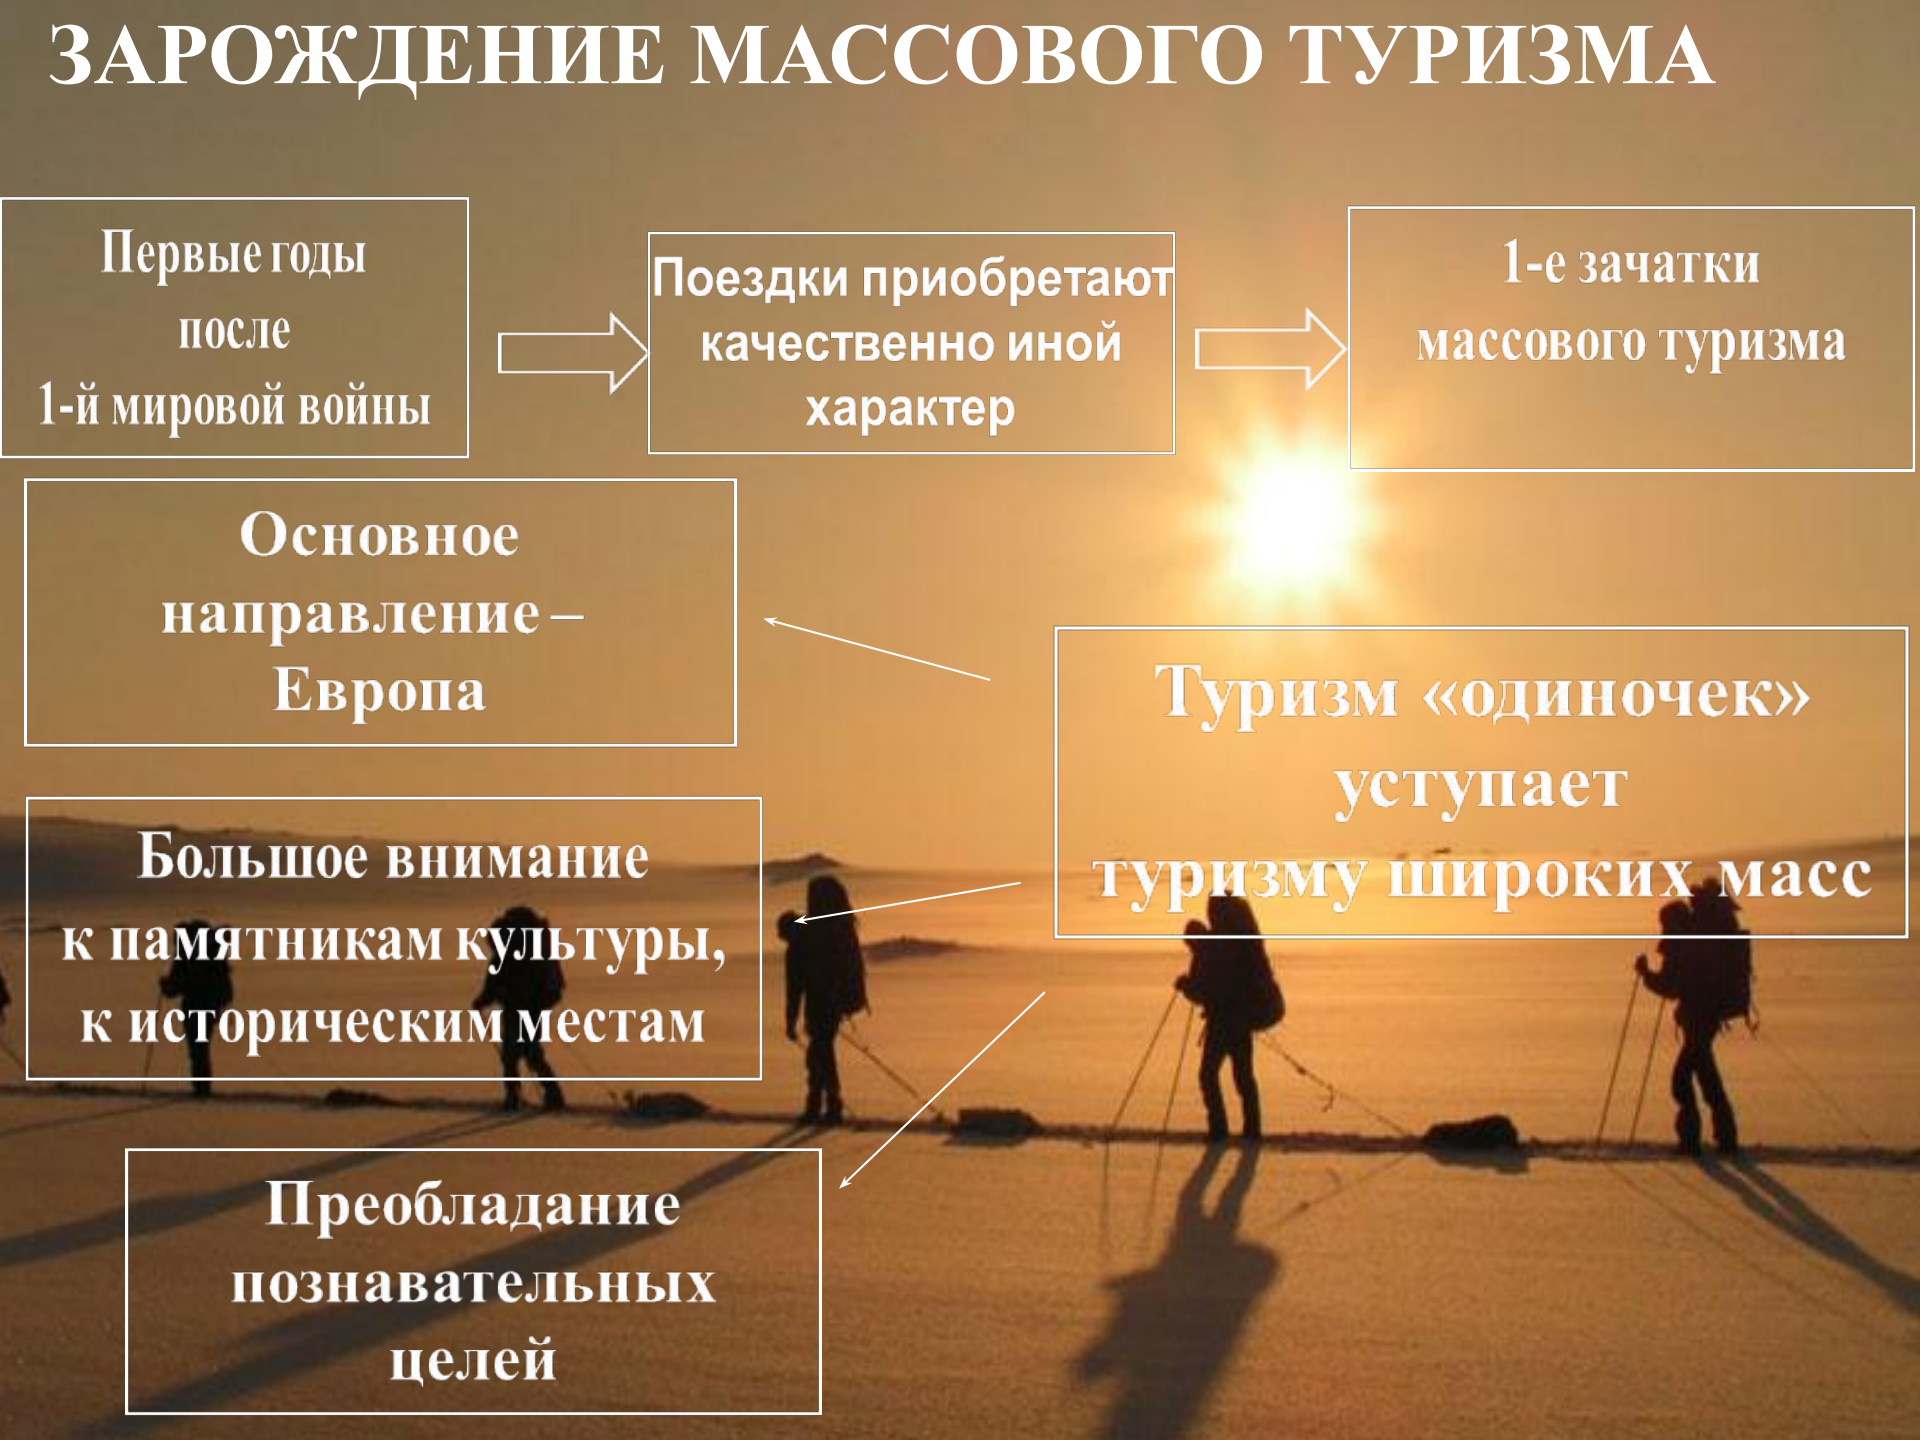 ЗАРОЖДЕНИЕ МАССОВОГО ТУРИЗМА
Первые годы
после
1-й мировой войны
Поездки приобретают
качественно иной
характер
1-е зачатки
массового туризма
Основное
направление –
Европа
Туризм «одиночек»
уступает
туризму широких масс
Большое внимание
к памятникам культуры,
к историческим местам
Преобладание
познавательных
целей